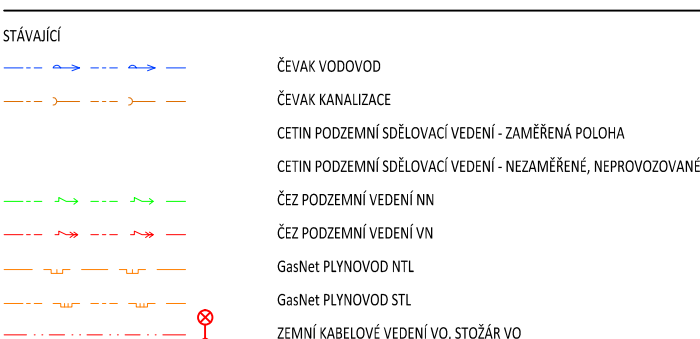 STÁVAJÍCÍ
ČEVAK VODOVOD
ČEVAK KANALIZACE
CETIN PODZEMNÍ SDĚLOVACÍ VEDENÍ - ZAMĚŘENÁ POLOHA
CETIN PODZEMNÍ SDĚLOVACÍ VEDENÍ - NEZAMĚŘENÉ, NEPROVOZOVANÉ
ČEZ PODZEMNÍ VEDENÍ NN
ČEZ PODZEMNÍ VEDENÍ VN
GasNet PLYNOVOD NTL
GasNet PLYNOVOD STL
ZEMNÍ KABELOVÉ VEDENÍ VO. STOŽÁR VO